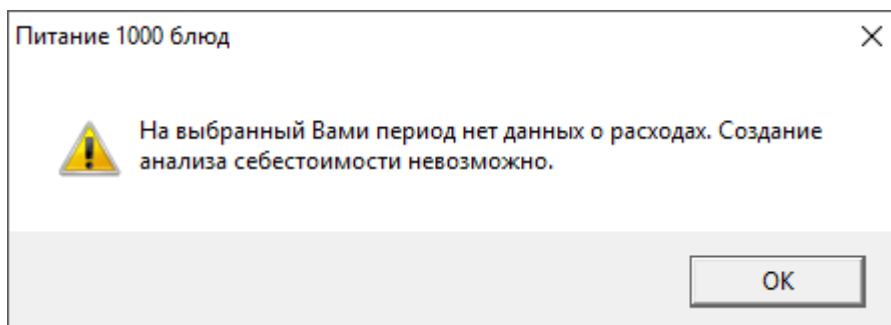 Питание 1000 блюд
На выбранный Вами период нет данных о расходах. Создание
анализа себестоимости невозможно.
OK